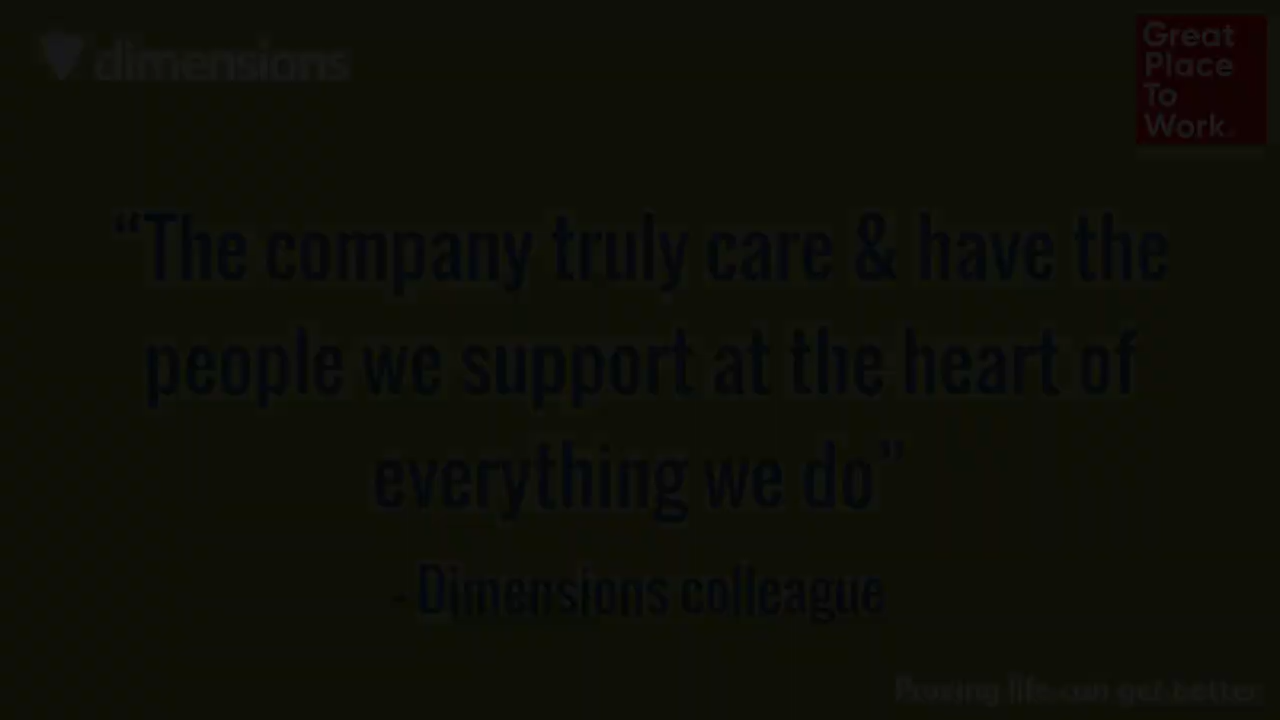 dimensions
Great
Place
To
Work.
“The company truly care & have the
people we support at the heart of
everything we do”
- Dimensions colleague
Proving life can get better